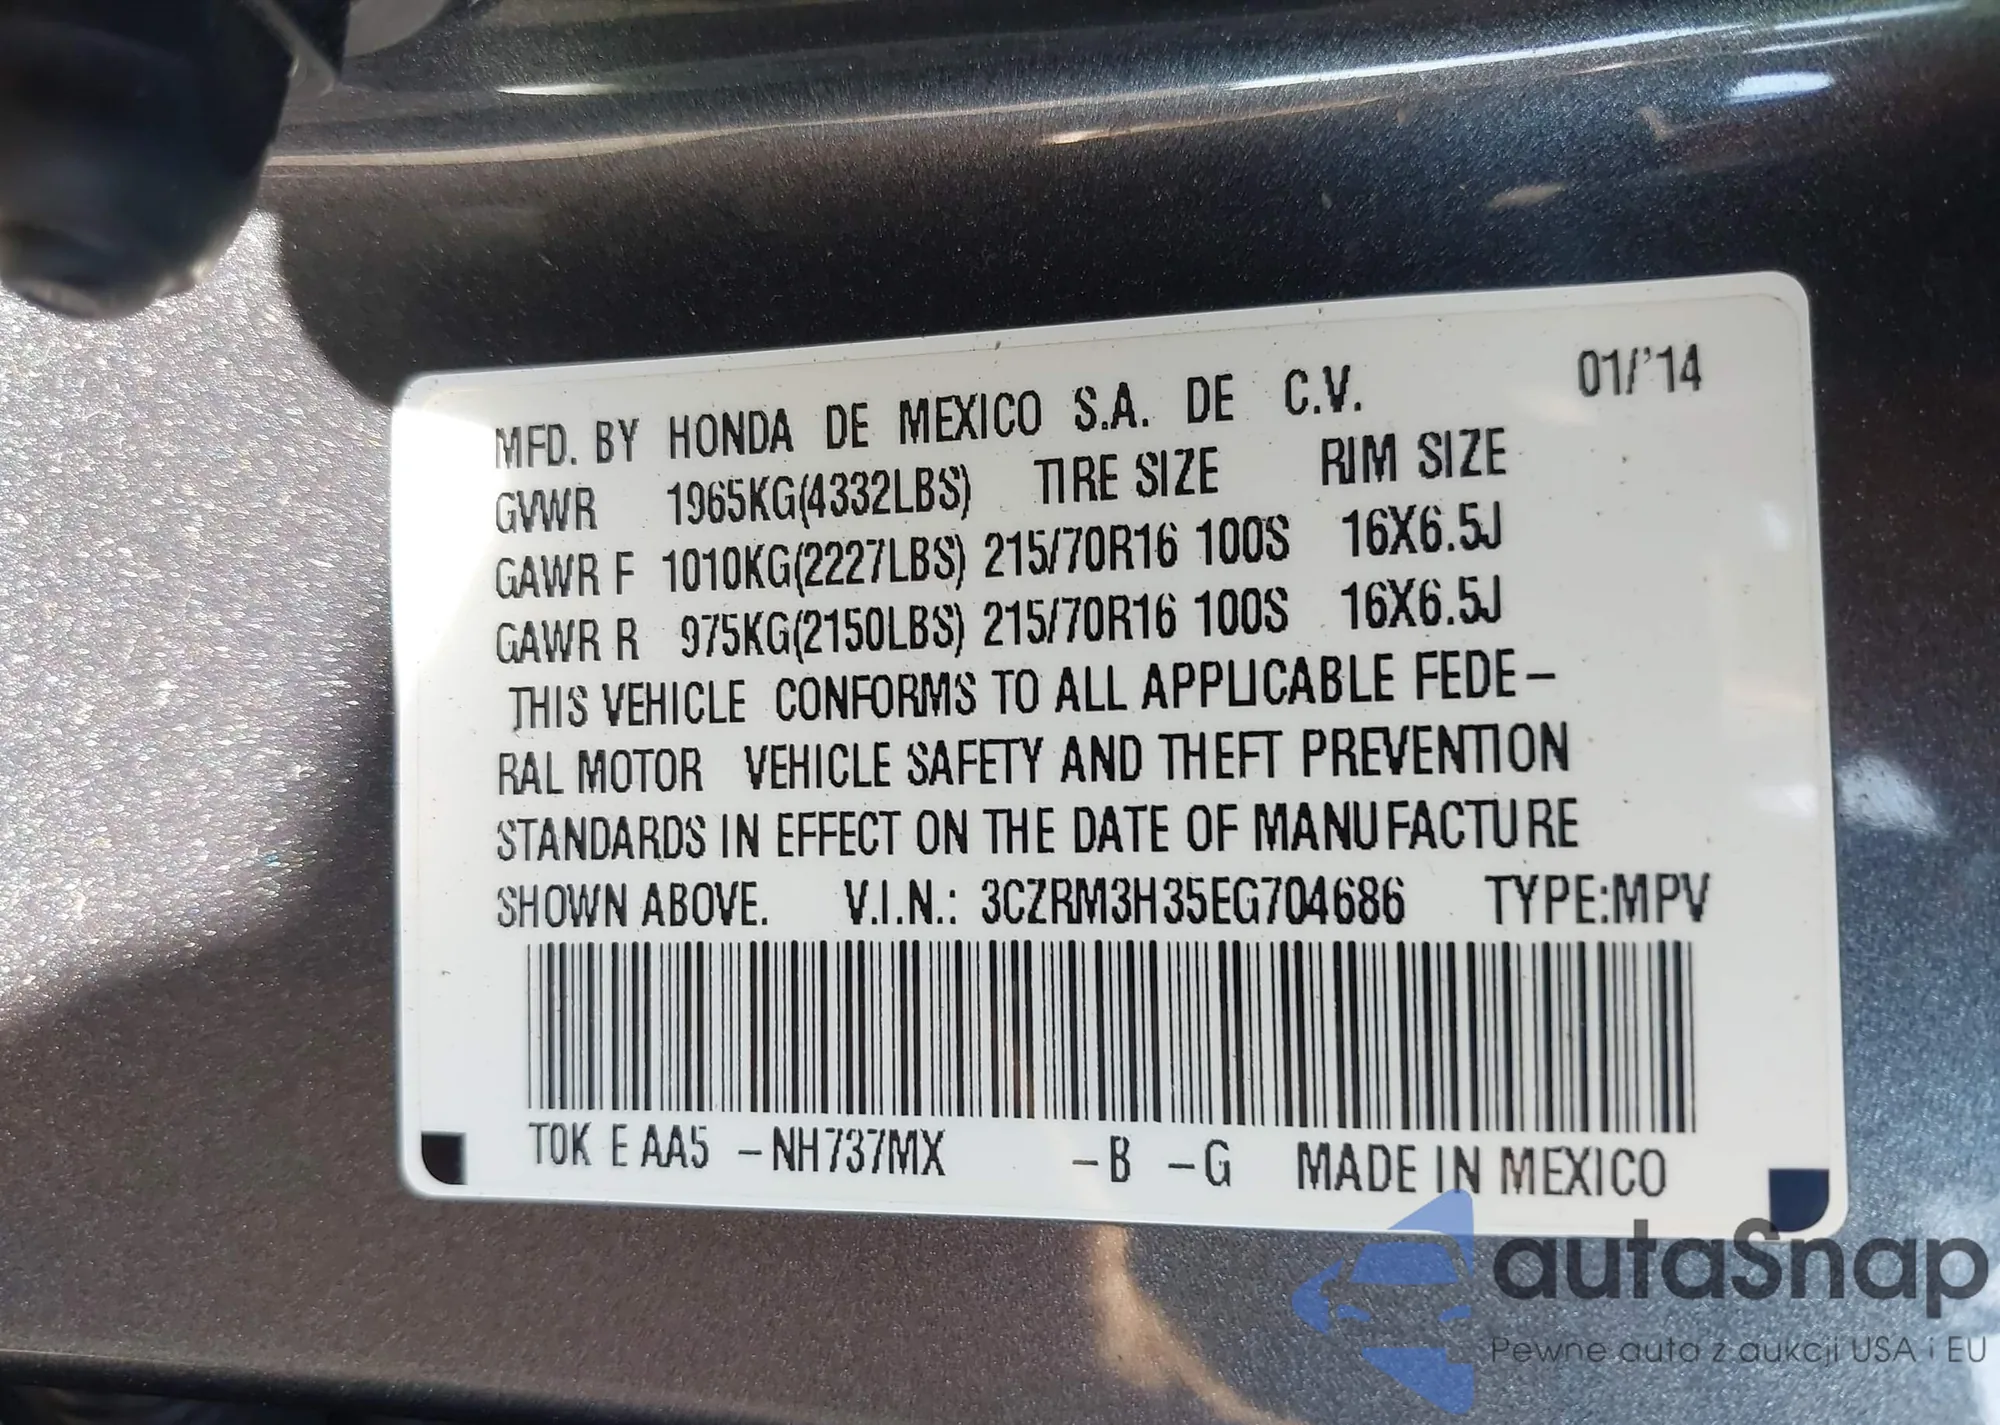 MFD. BY HONDA DE MEXICO S.A. DE C.V. 01/'14
GVWR 1965KG(4332LBS) TIRE SIZE RIM SIZE
GAWR F 1010KG(2227LBS) 215/70R16 100S 16X6.5J
GAWR R 975KG(2150LBS) 215/70R16 100S 16X6.5J
THIS VEHICLE CONFORMS TO ALL APPLICABLE FEDE-
RAL MOTOR VEHICLE SAFETY AND THEFT PREVENTION
STANDARDS IN EFFECT ON THE DATE OF MANUFACTURE
SHOWN ABOVE. V.I.N.: 3CZRM3H35EG704686 TYPE:MPV
T0K E AA5 -NH737MX -B -G MADE IN MEXICO
autaSnap
Pewne auta z aukcji USA i EU